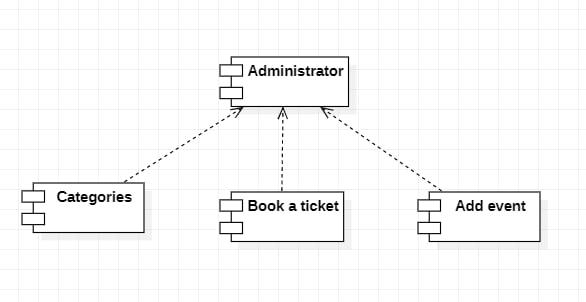 Administrator
Categories
Book a ticket
Add event